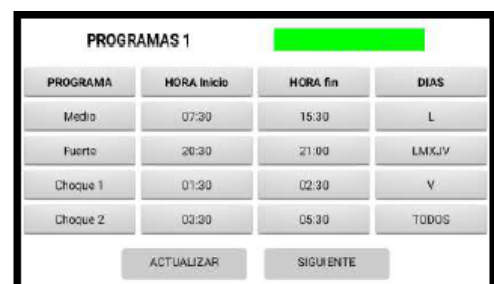 PROGRAMAS 1
PROGRAMA HORA Inicio HORA fin DIAS
Medio 07:30 15:30 L
Fuerte 20:30 21:00 LMXJV
Choque 1 01:30 02:30 V
Choque 2 03:30 05:30 TODOS
ACTUALIZAR SIGUIENTE